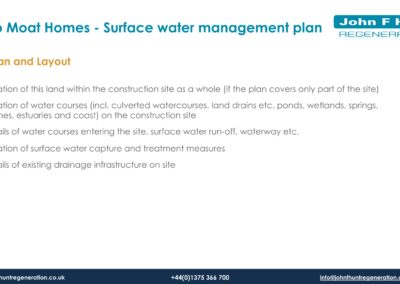 Moat Homes - Surface water management plan
John F H
REGENER
an and Layout
ation of this land within the construction site as a whole (if the plan covers only part of the site)
ation of water courses (incl. culverted watercourses, land drains etc. ponds, wetlands, springs,
nes, estuaries and coast) on the construction site
ails of water courses entering the site, surface water run-off, waterway etc.
ation of surface water capture and treatment measures
ails of existing drainage infrastructure on site
huntregeneration.co.uk
+44(0)1375 366 700
info@johnfhuntregeneration.co.uk